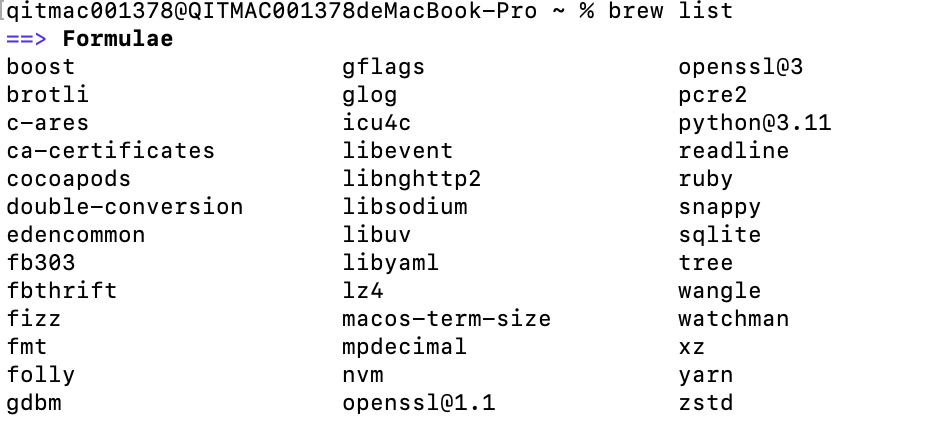 [qitmac001378@QITMAC001378deMacBook-Pro ~ % brew list
==> Formulae
boost gflags openssl@3
brotli glog pcre2
c-ares icu4c python@3.11
ca-certificates libevent readline
cocoapods libnghttp2 ruby
double-conversion libsodium snappy
edencommon libuv sqlite
fb303 libyaml tree
fbthrift lz4 wangle
fizz macos-term-size watchman
fmt mpdecimal xz
folly nvm yarn
gdbm openssl@1.1 zstd